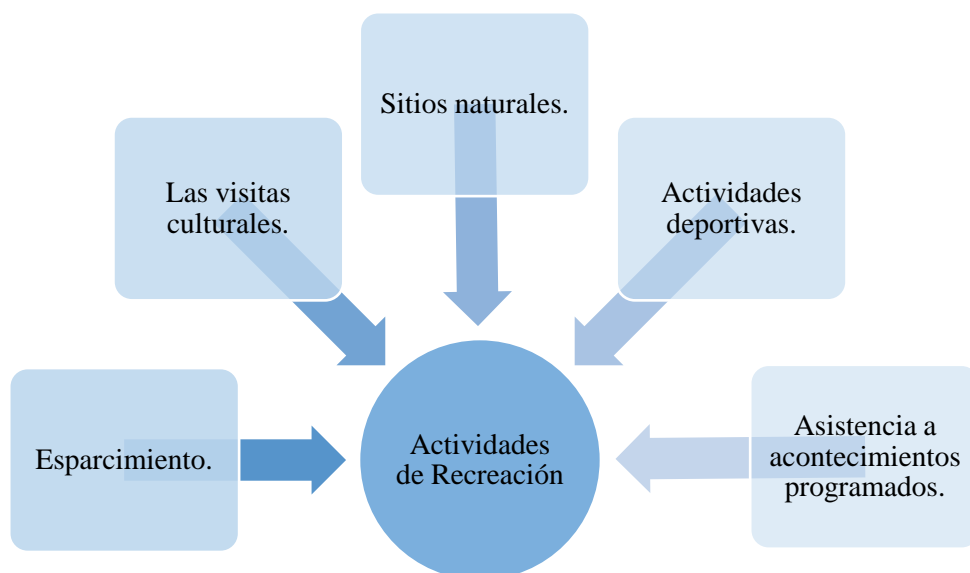 Sitios naturales.
Las visitas
culturales.
Actividades
deportivas.
Esparcimiento.
Actividades
de Recreación
Asistencia a
acontecimientos
programados.